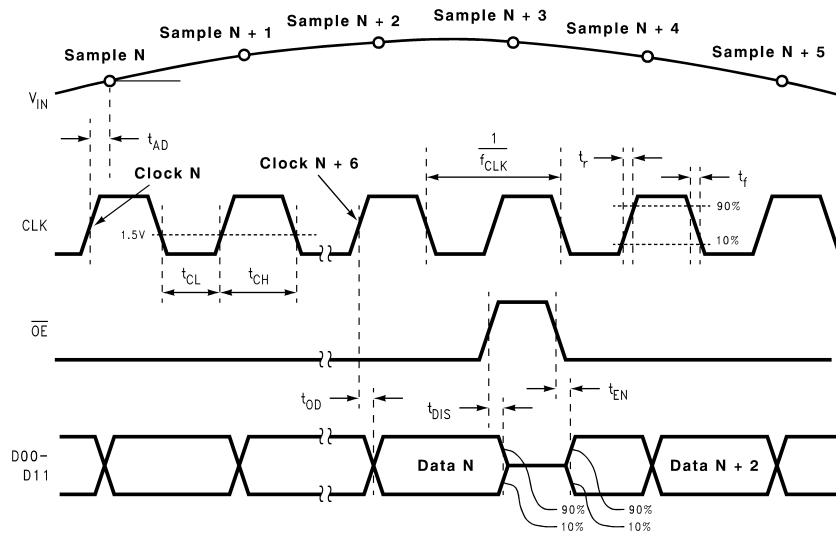 Sample N
Sample N + 1
Sample N + 2
Sample N + 3
Sample N + 4
Sample N + 5
VIN
tAD
Clock N
Clock N + 6
1
fCLK
tr
tf
CLK
1.5V
90%
10%
tCL
tCH
OE
tOD
tDIS
tEN
D00-
D11
Data N
Data N + 2
90%
10%
90%
10%